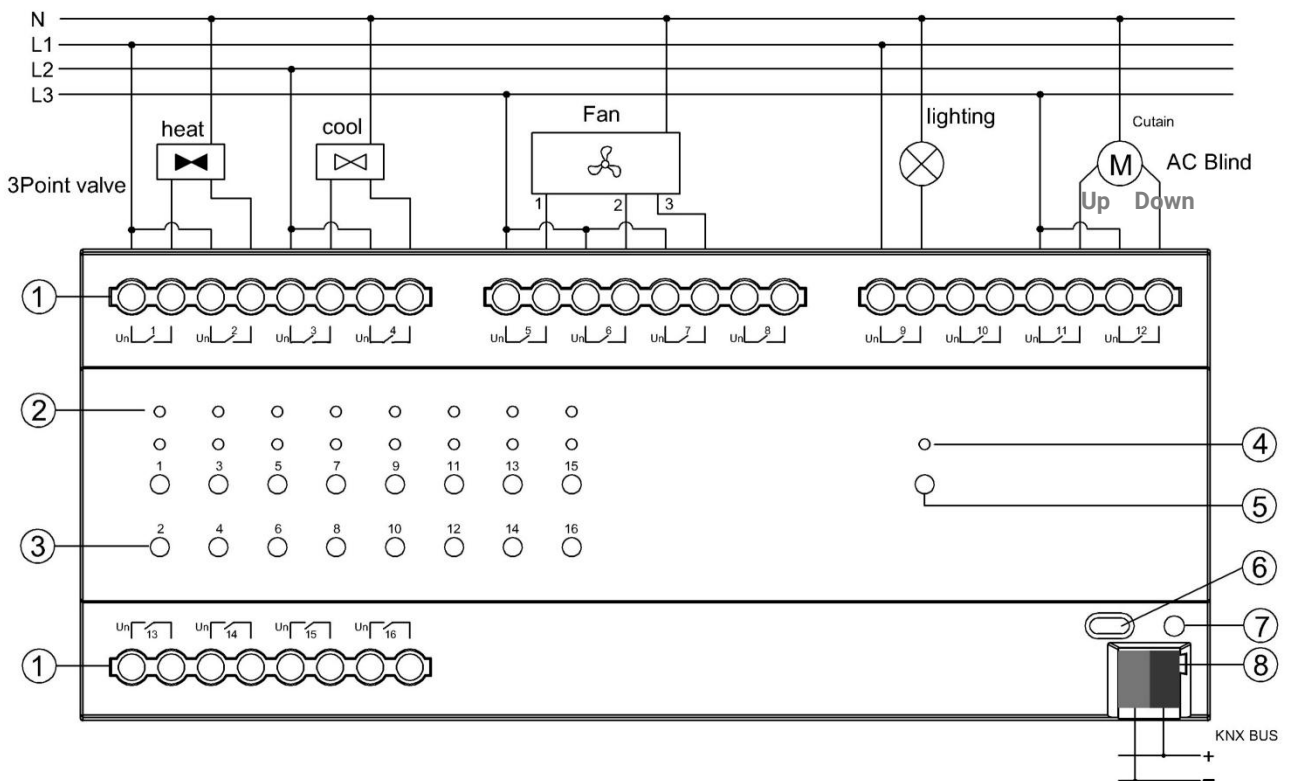 N
L1
L2
L3
heat
cool
Fan
lighting
Cutain
3Point valve
M
AC Blind
1 2 3
Up Down
1
Un 1 Un 2 Un 3 Un 4 Un 5 Un 6 Un 7 Un 8 Un 9 Un 10 Un 11 Un 12
2
4
1 3 5 7 9 11 13 15
5
2 4 6 8 10 12 14 16
3
6
Un 13 Un 14 Un 15 Un 16
7
1
8
KNX BUS
+
−